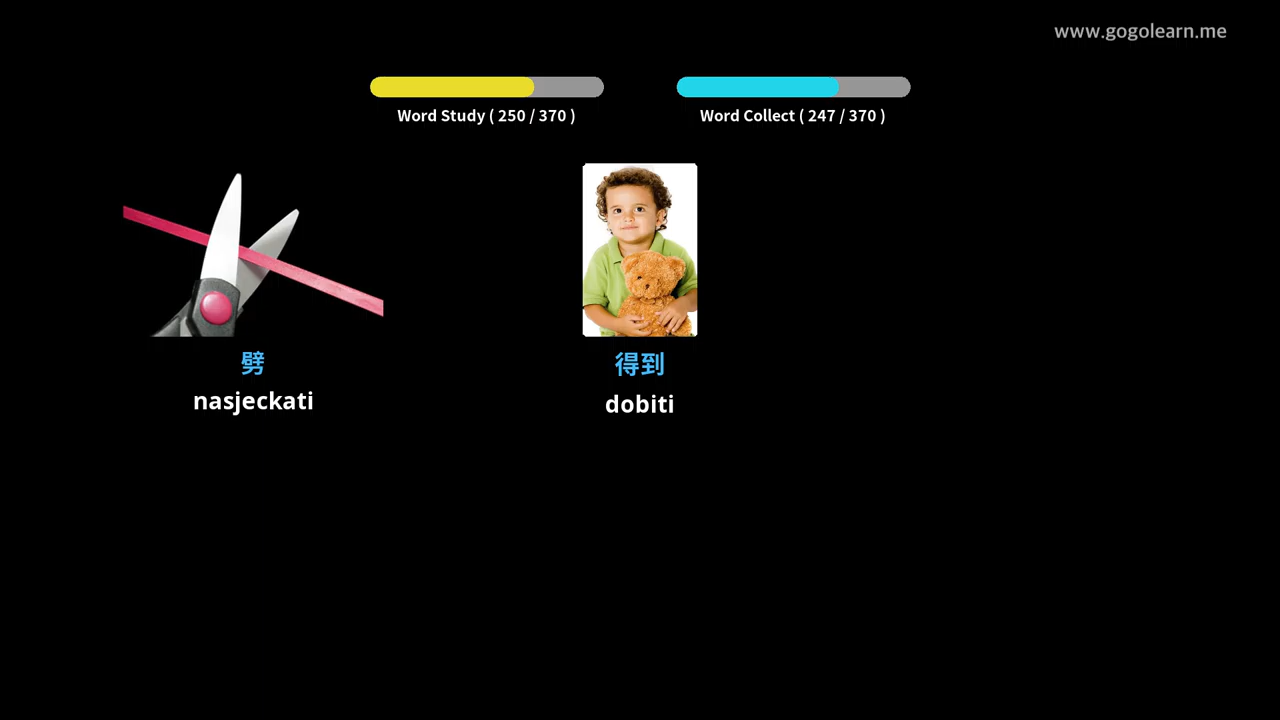 www.gogolearn.me
Word Study ( 250 / 370 )
Word Collect ( 247 / 370 )
劈
nasjeckati
得到
dobiti